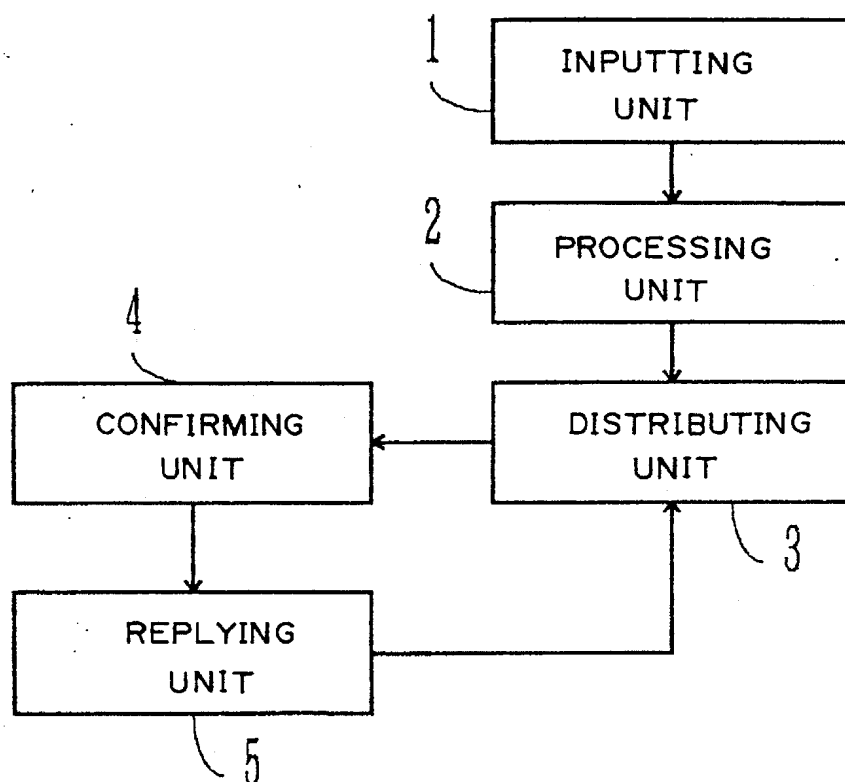 1
INPUTTING
UNIT
2
PROCESSING
UNIT
4
CONFIRMING
UNIT
DISTRIBUTING
UNIT
3
REPLYING
UNIT
5